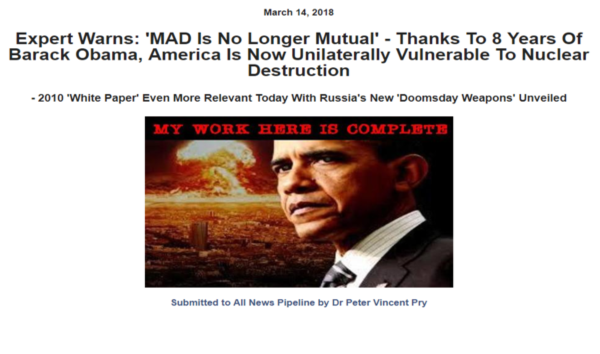 March 14, 2018
Expert Warns: 'MAD Is No Longer Mutual' - Thanks To 8 Years Of
Barack Obama, America Is Now Unilaterally Vulnerable To Nuclear
Destruction
- 2010 'White Paper' Even More Relevant Today With Russia's New 'Doomsday Weapons' Unveiled
MY WORK HERE IS COMPLETE
Submitted to All News Pipeline by Dr Peter Vincent Pry